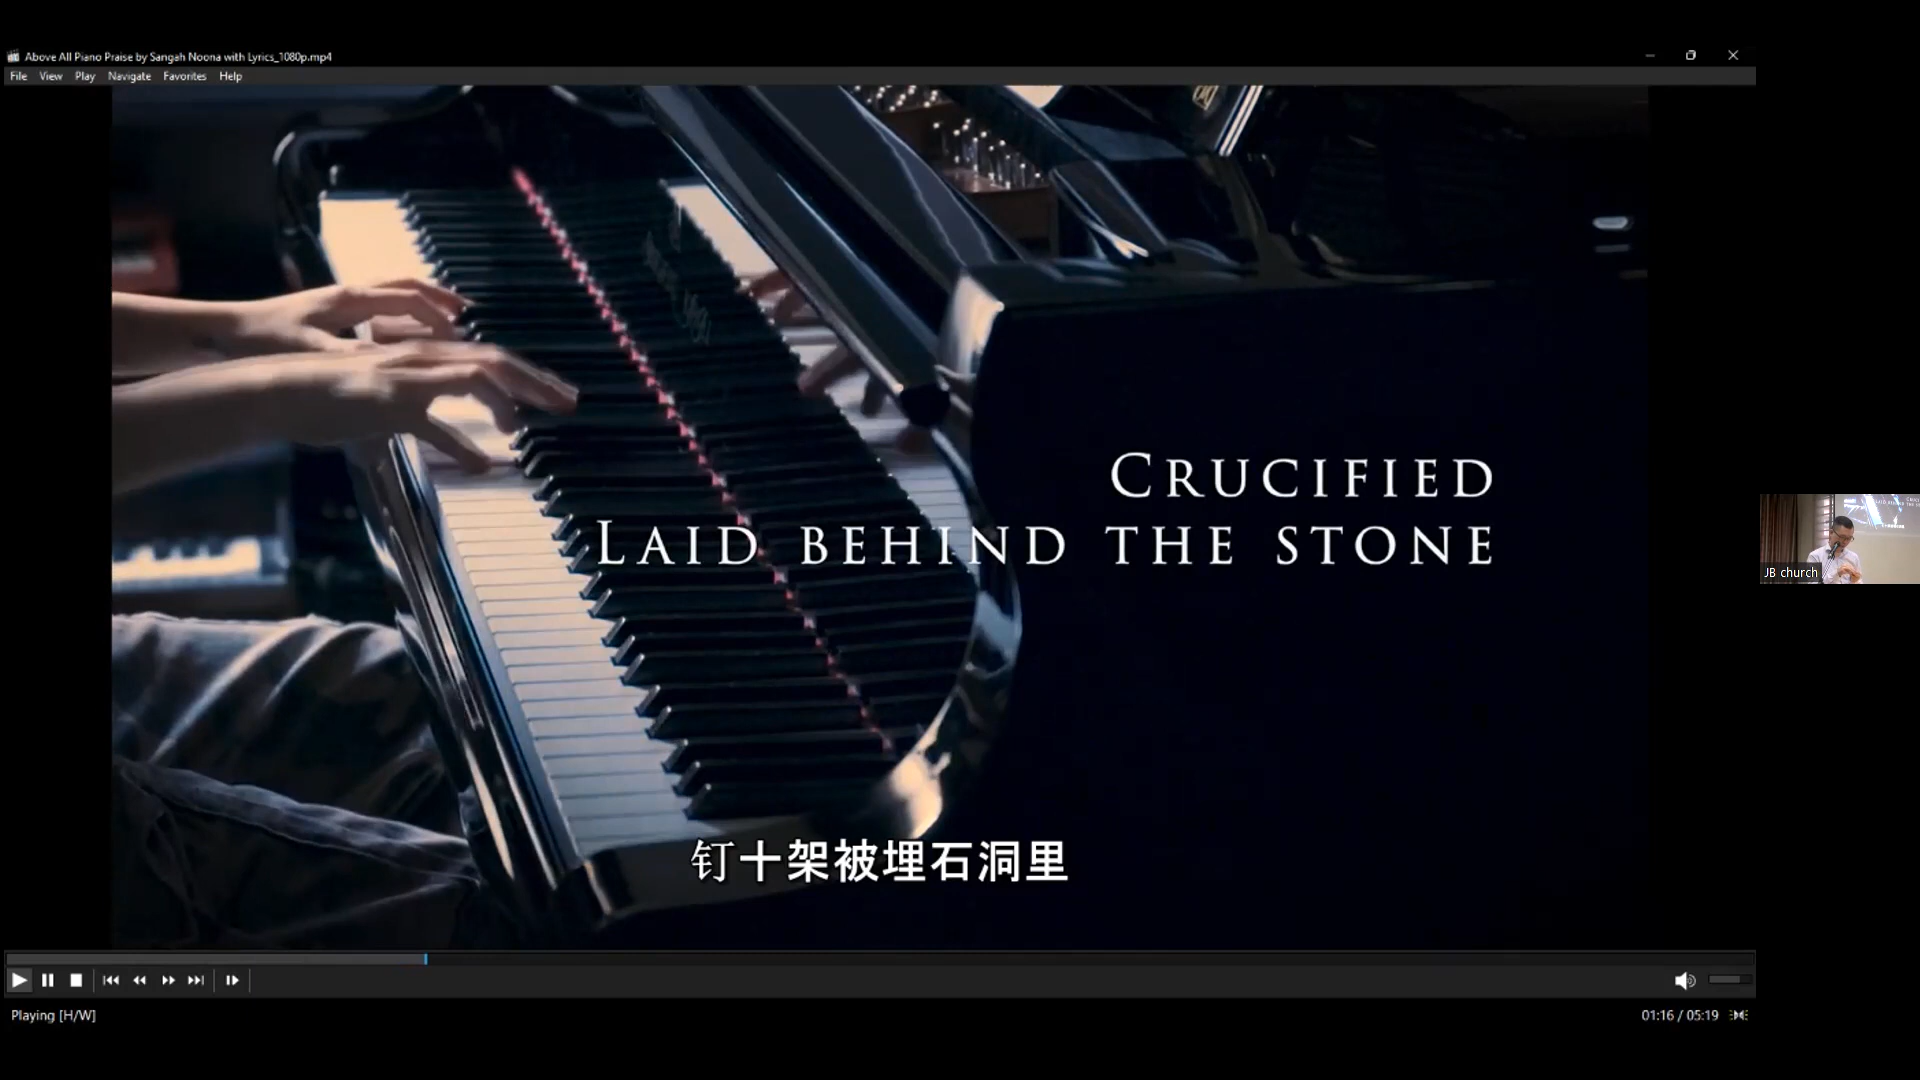 Above All Piano Praise by Sangah Noona with Lyrics_1080p.mp4
File View Play Navigate Favorites Help
CRUCIFIED
LAID BEHIND THE STONE
钉十架被埋石洞里
JB church
Playing [H/W]
01:16 / 05:19